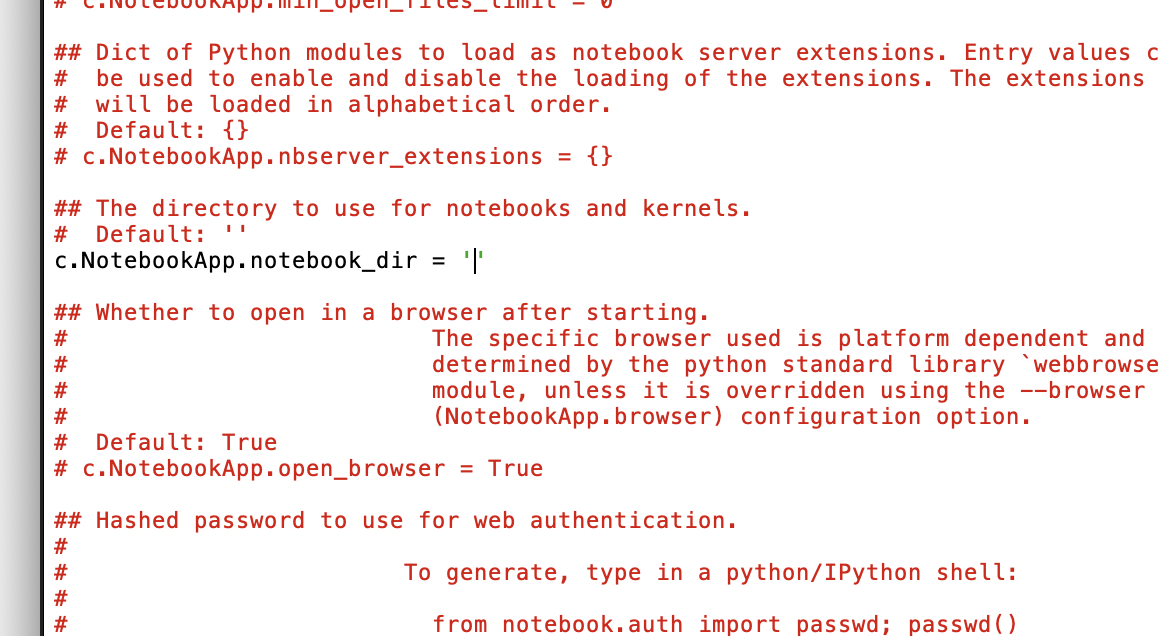 # c.NotebookApp.min_open_files_limit = 0
## Dict of Python modules to load as notebook server extensions. Entry values c
#  be used to enable and disable the loading of the extensions. The extensions
#  will be loaded in alphabetical order.
#  Default: {}
# c.NotebookApp.nbserver_extensions = {}
## The directory to use for notebooks and kernels.
#  Default: ''
c.NotebookApp.notebook_dir = ''
## Whether to open in a browser after starting.
#                          The specific browser used is platform dependent and
#                          determined by the python standard library `webbrowse
#                          module, unless it is overridden using the --browser
#                          (NotebookApp.browser) configuration option.
#  Default: True
# c.NotebookApp.open_browser = True
## Hashed password to use for web authentication.
#
#                        To generate, type in a python/IPython shell:
#
#                          from notebook.auth import passwd; passwd()